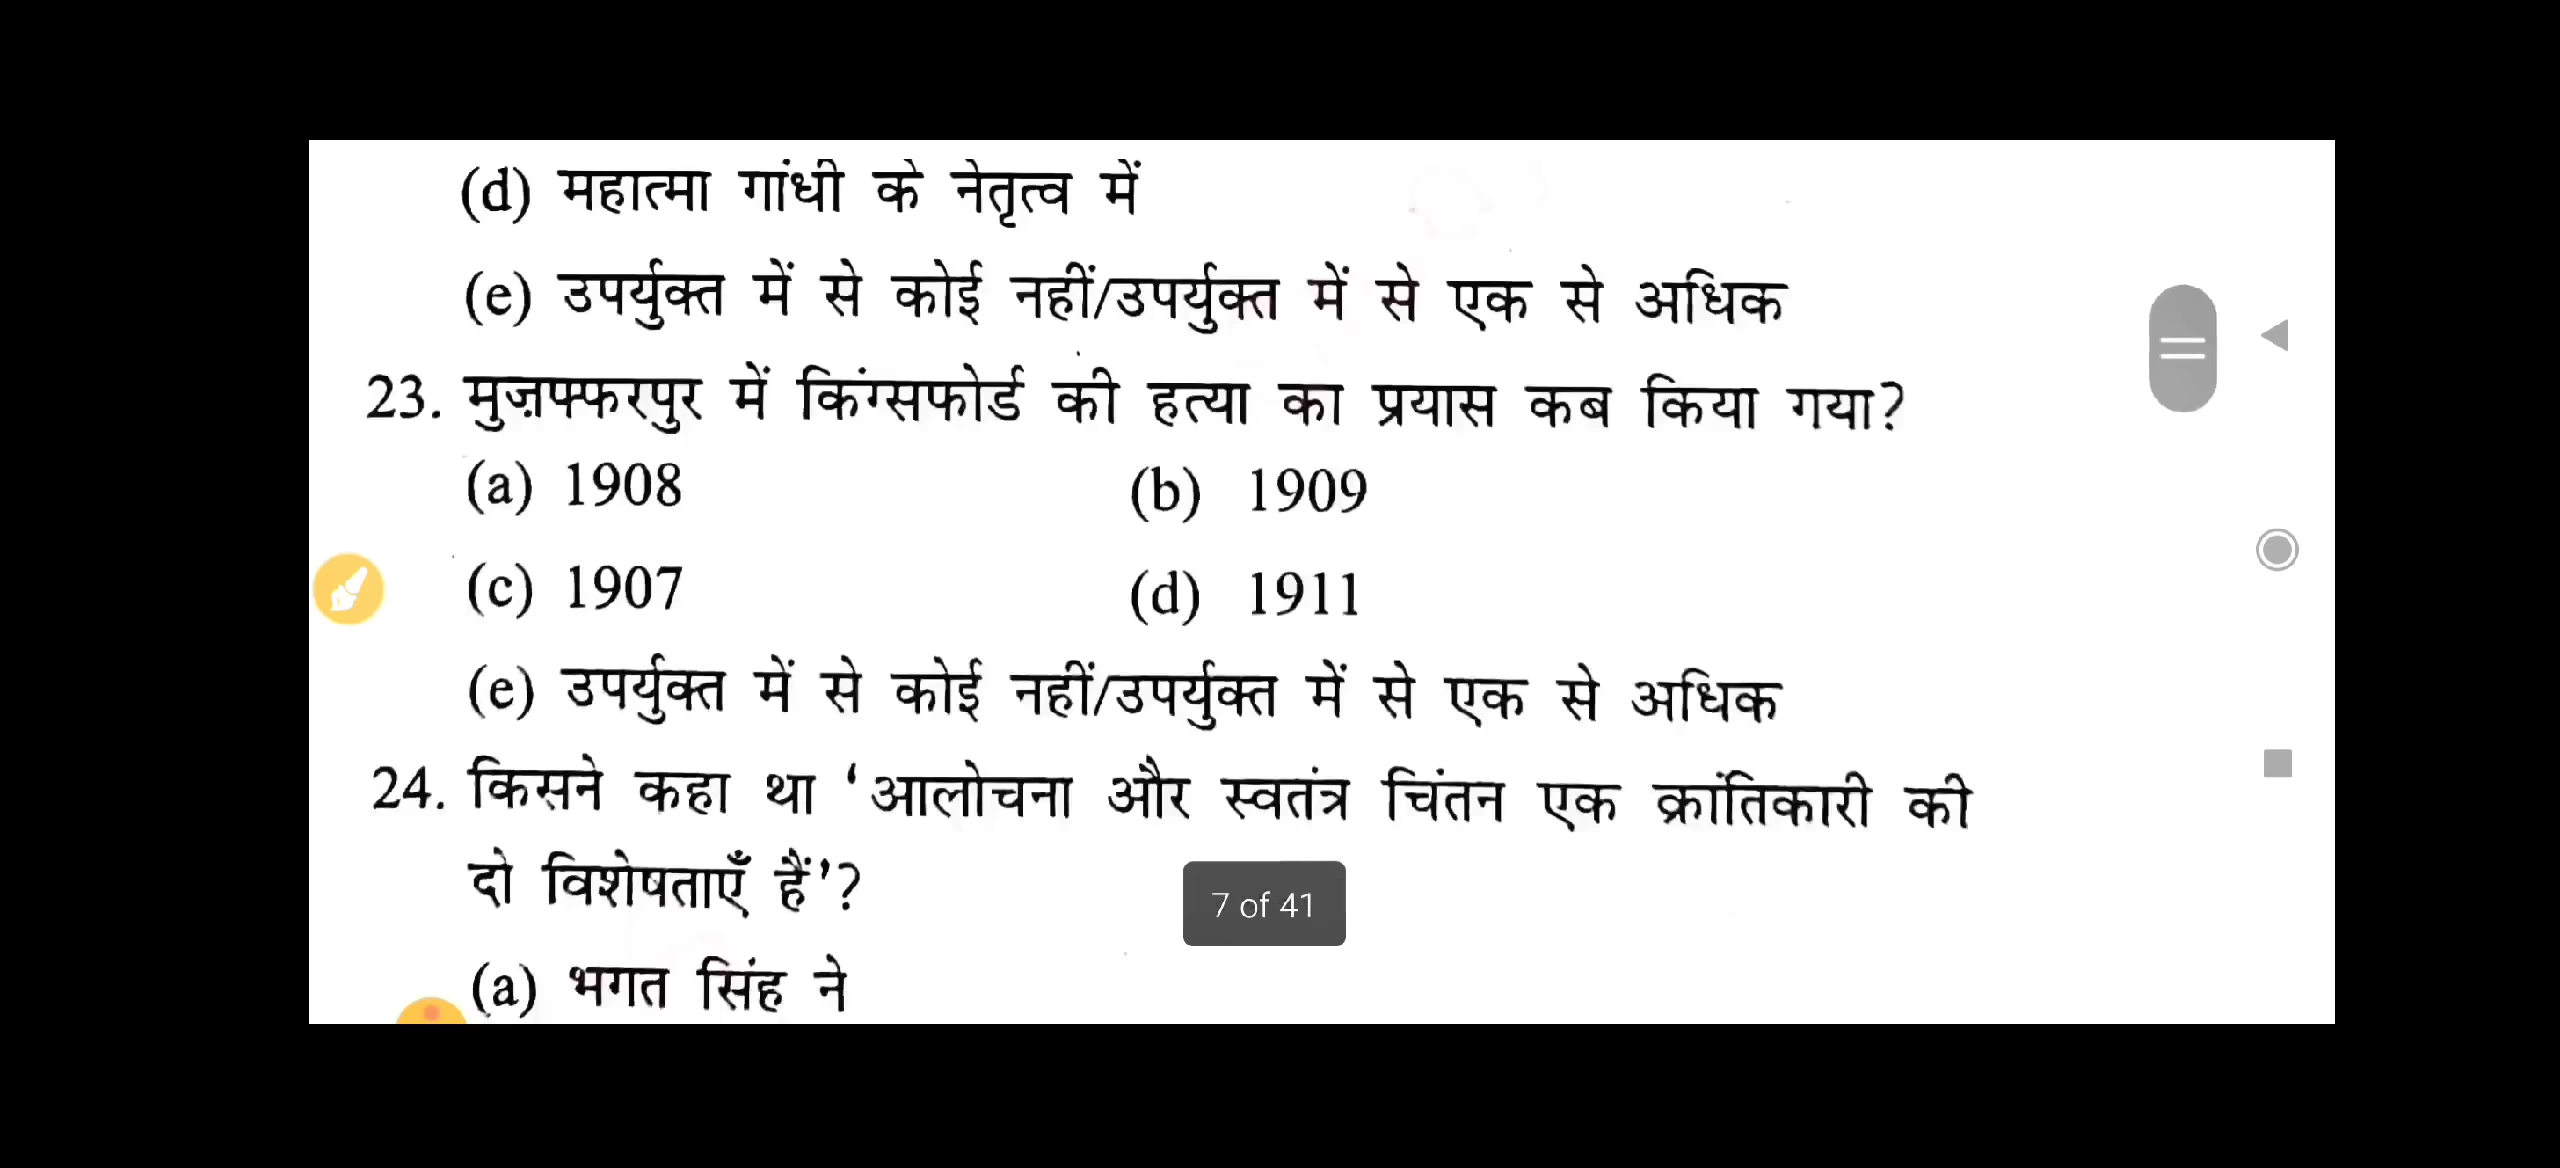 (d) महात्मा गांधी के नेतृत्व में
(e) उपर्युक्त में से कोई नहीं/उपर्युक्त में से एक से अधिक
23. मुज़फ्फरपुर में किंग्सफोर्ड की हत्या का प्रयास कब किया गया?
(a) 1908 (b) 1909
(c) 1907 (d) 1911
(e) उपर्युक्त में से कोई नहीं/उपर्युक्त में से एक से अधिक
24. किसने कहा था ‘आलोचना और स्वतंत्र चिंतन एक क्रांतिकारी की
दो विशेषताएँ हैं’?
7 of 41
(a) भगत सिंह ने